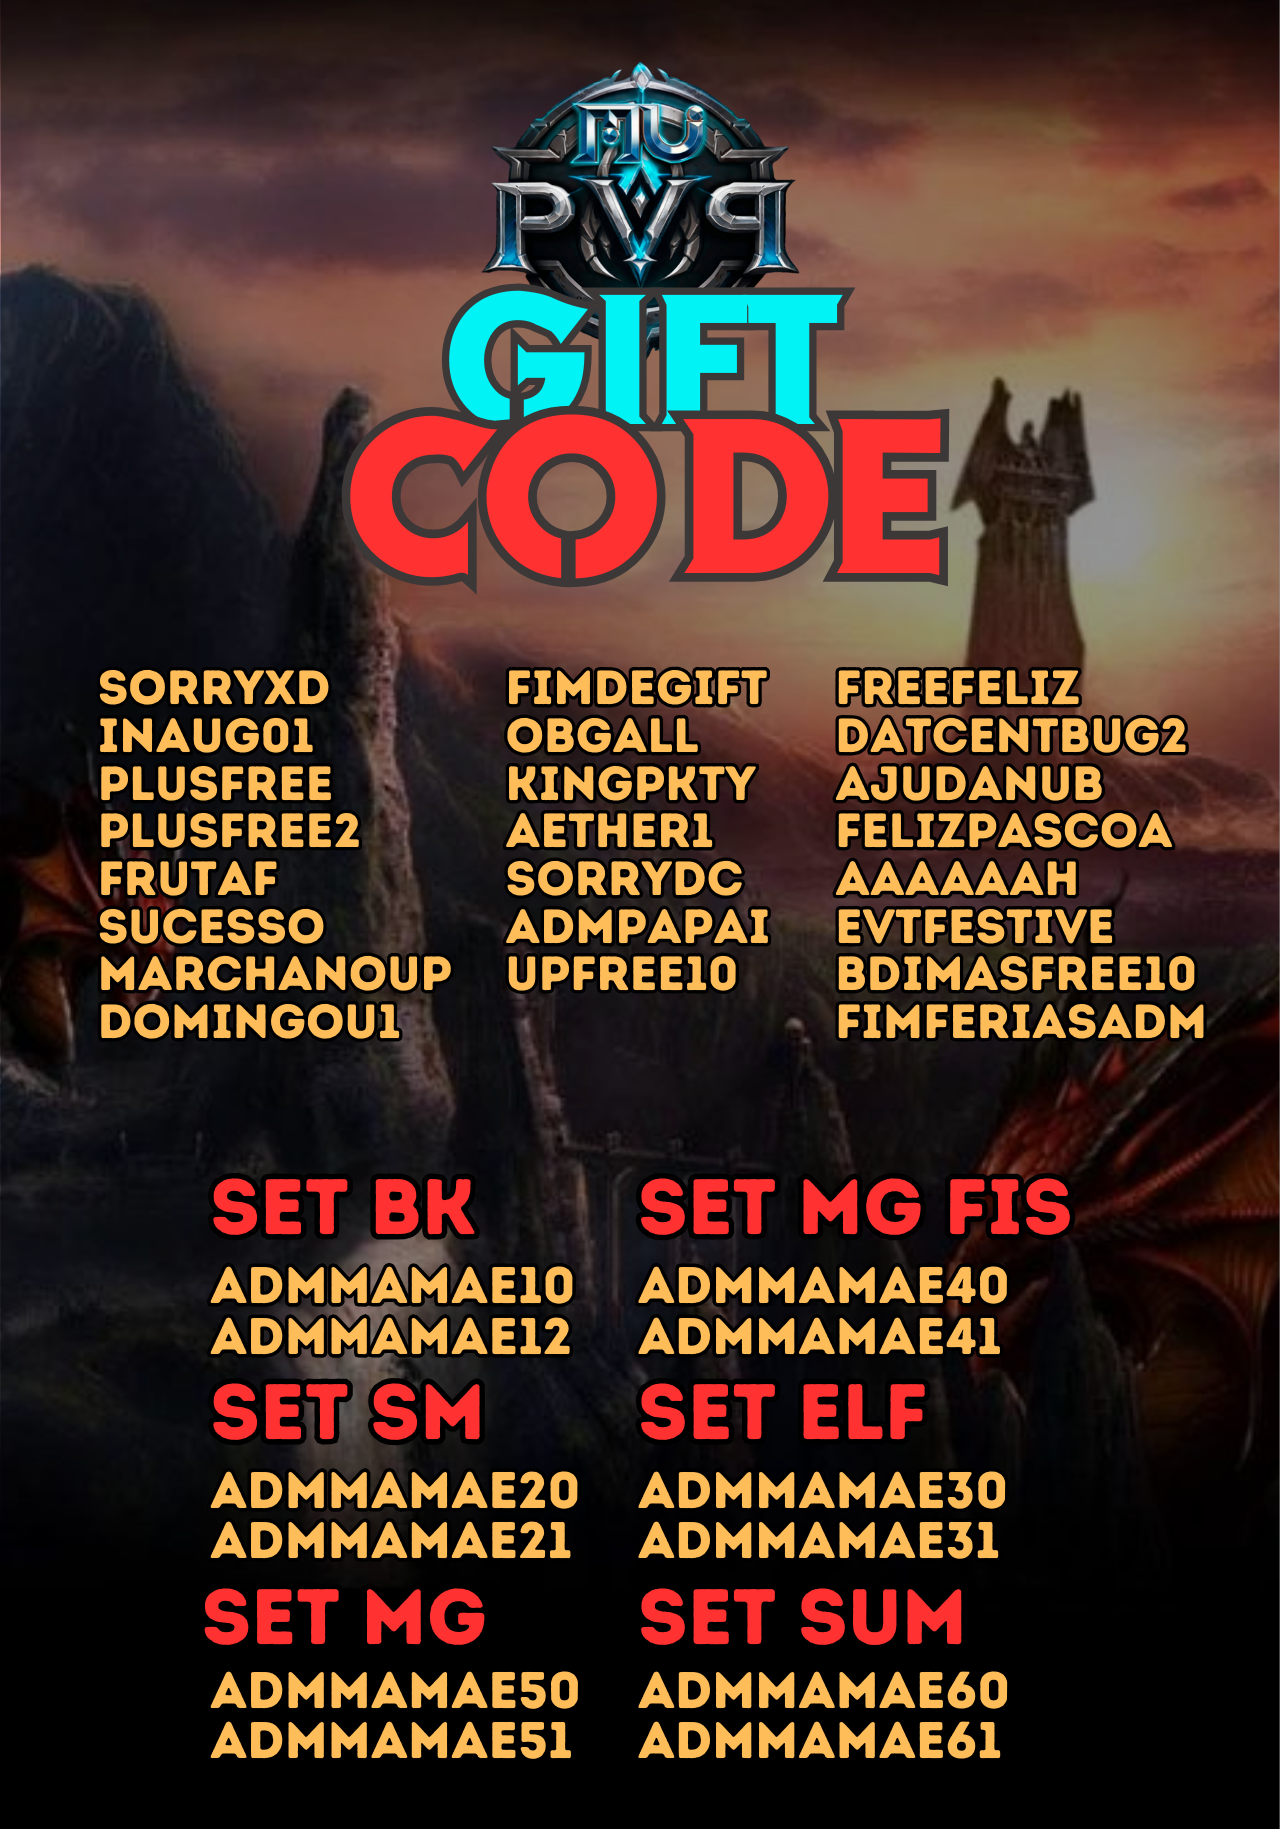 MU
PVP
GIFT
CODE
SORRYXD
INAUG01
PLUSFREE
PLUSFREE2
FRUTAF
SUCESSO
MARCHANOUP
DOMINGOU1
FIMDEGIFT
OBGALL
KINGPKTY
AETHER1
SORRYDC
ADMPAPAI
UPFREE10
FREEFELIZ
DATCENTBUG2
AJUDANUB
FELIZPASCOA
AAAAAAH
EVTFESTIVE
BDIMASFREE10
FIMFERIASADM
SET BK
ADMMAMAE10
ADMMAMAE12
SET SM
ADMMAMAE20
ADMMAMAE21
SET MG
ADMMAMAE50
ADMMAMAE51
SET MG FIS
ADMMAMAE40
ADMMAMAE41
SET ELF
ADMMAMAE30
ADMMAMAE31
SET SUM
ADMMAMAE60
ADMMAMAE61